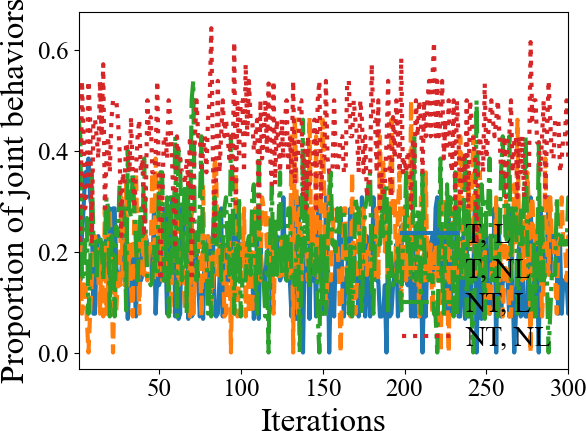 Proportion of joint behaviors
0.6
0.4
0.2
0.0
T, L
T, NL
NT, L
NT, NL
50
100
150
200
250
300
Iterations